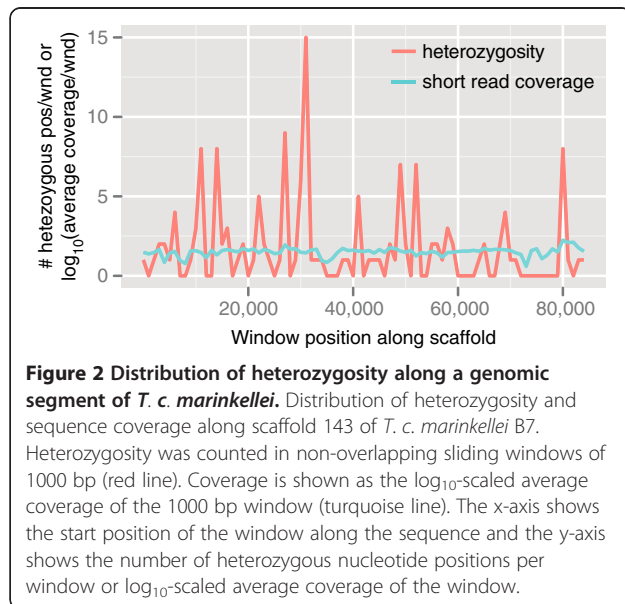 # hetezoygous pos/wnd or
log10(average coverage/wnd)
15
10
5
0
heterozygosity
short read coverage
20,000 40,000 60,000 80,000
Window position along scaffold
Figure 2 Distribution of heterozygosity along a genomic
segment of T. c. marinkellei. Distribution of heterozygosity and
sequence coverage along scaffold 143 of T. c. marinkellei B7.
Heterozygosity was counted in non-overlapping sliding windows of
1000 bp (red line). Coverage is shown as the log10-scaled average
coverage of the 1000 bp window (turquoise line). The x-axis shows
the start position of the window along the sequence and the y-axis
shows the number of heterozygous nucleotide positions per
window or log10-scaled average coverage of the window.